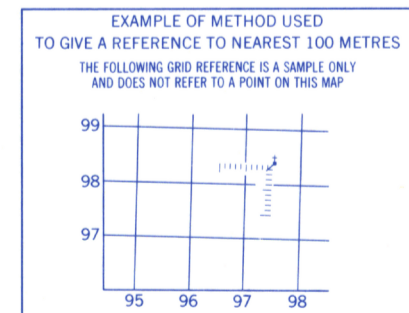 EXAMPLE OF METHOD USED
TO GIVE A REFERENCE TO NEAREST 100 METRES
THE FOLLOWING GRID REFERENCE IS A SAMPLE ONLY
AND DOES NOT REFER TO A POINT ON THIS MAP
99
98
97
95 96 97 98